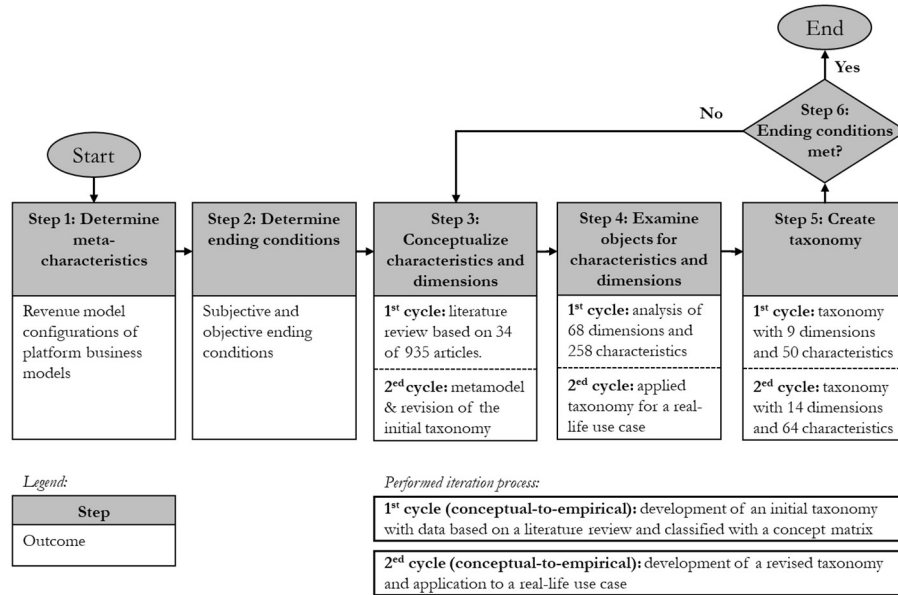 End
Yes
No
Step 6:
Ending conditions
met?
Start
Step 1: Determine
meta-
characteristics
Revenue model
configurations of
platform business
models
Step 2: Determine
ending conditions
Subjective and
objective ending
conditions
Step 3:
Conceptualize
characteristics and
dimensions
1st cycle: literature
review based on 34
of 935 articles.
2ed cycle: metamodel
& revision of the
initial taxonomy
Step 4: Examine
objects for
characteristics and
dimensions
1st cycle: analysis of
68 dimensions and
258 characteristics
2ed cycle: applied
taxonomy for a real-
life use case
Step 5: Create
taxonomy
1st cycle: taxonomy
with 9 dimensions
and 50 characteristics
2ed cycle: taxonomy
with 14 dimensions
and 64 characteristics
Legend:
Step
Outcome
Performed iteration process:
1st cycle (conceptual-to-empirical): development of an initial taxonomy
with data based on a literature review and classified with a concept matrix
2ed cycle (conceptual-to-empirical): development of a revised taxonomy
and application to a real-life use case